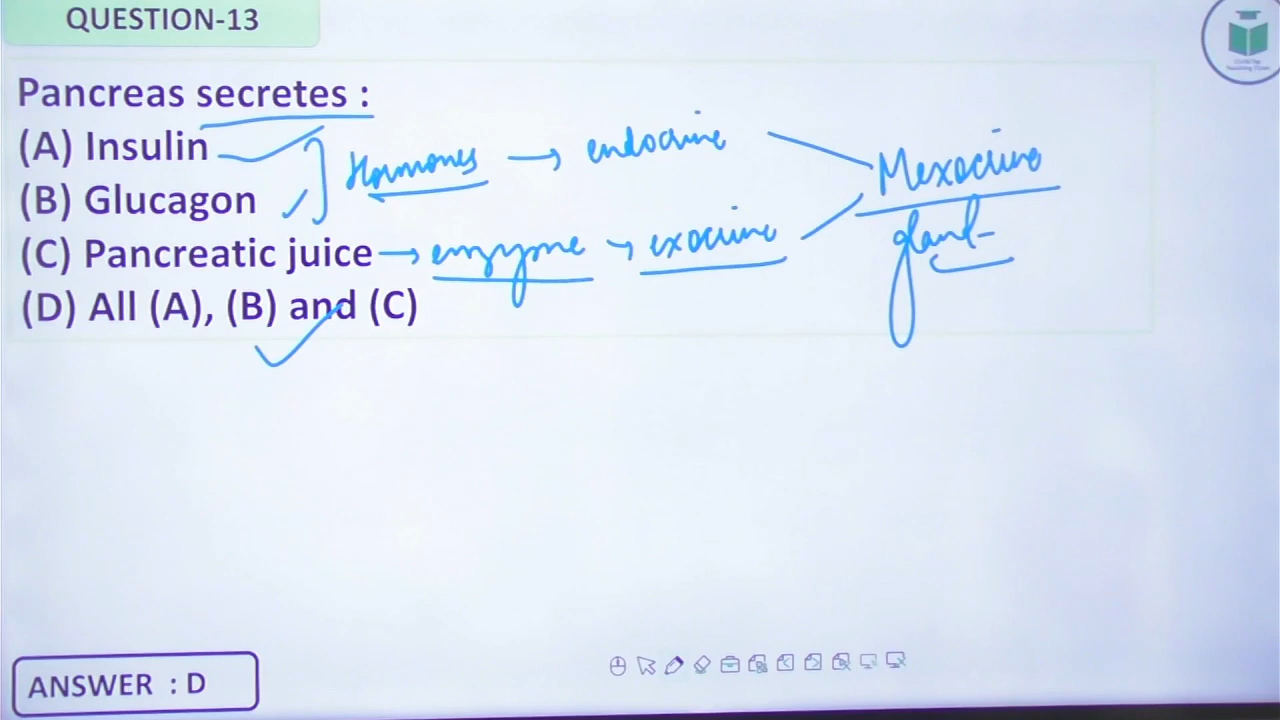 QUESTION-13
Pancreas secretes :
(A) Insulin
(B) Glucagon
Hormones → endocrine
(C) Pancreatic juice → enzyme → exocrine
Mexocrine
gland
(D) All (A), (B) and (C)
ANSWER : D